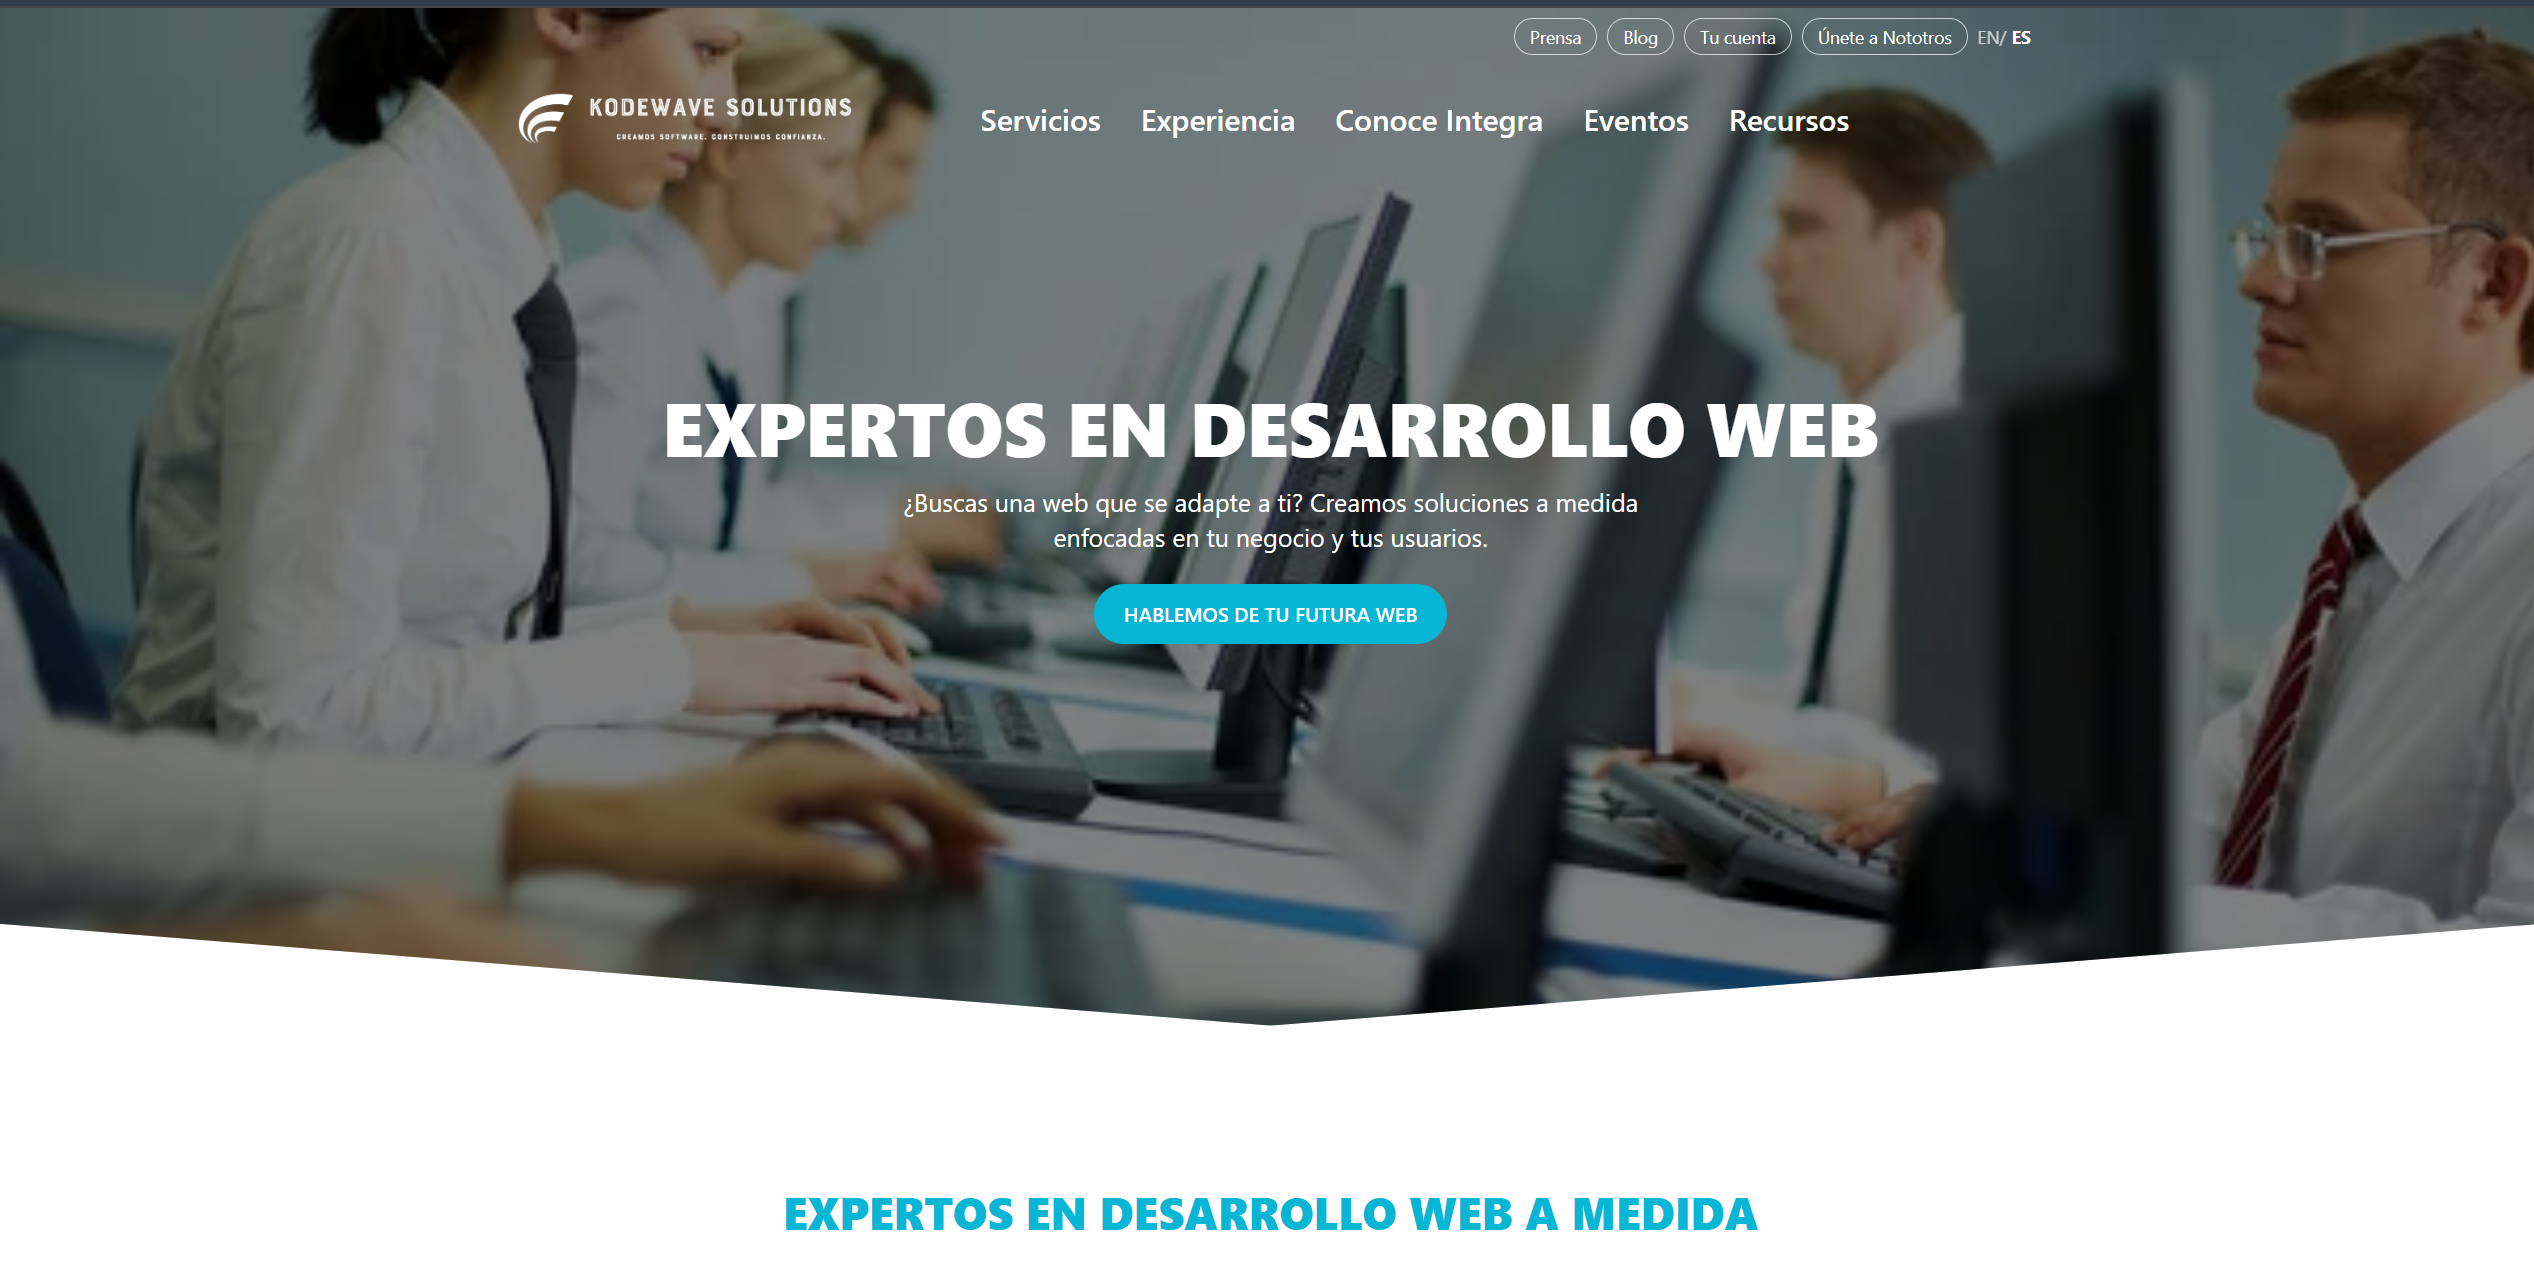 Prensa Blog Tu cuenta Únete a Nototros EN/ ES
KODEWAVE SOLUTIONS
CREAMOS SOFTWARE. CONSTRUIMOS CONFIANZA.
Servicios Experiencia Conoce Integra Eventos Recursos
EXPERTOS EN DESARROLLO WEB
¿Buscas una web que se adapte a ti? Creamos soluciones a medida
enfocadas en tu negocio y tus usuarios.
HABLEMOS DE TU FUTURA WEB
EXPERTOS EN DESARROLLO WEB A MEDIDA